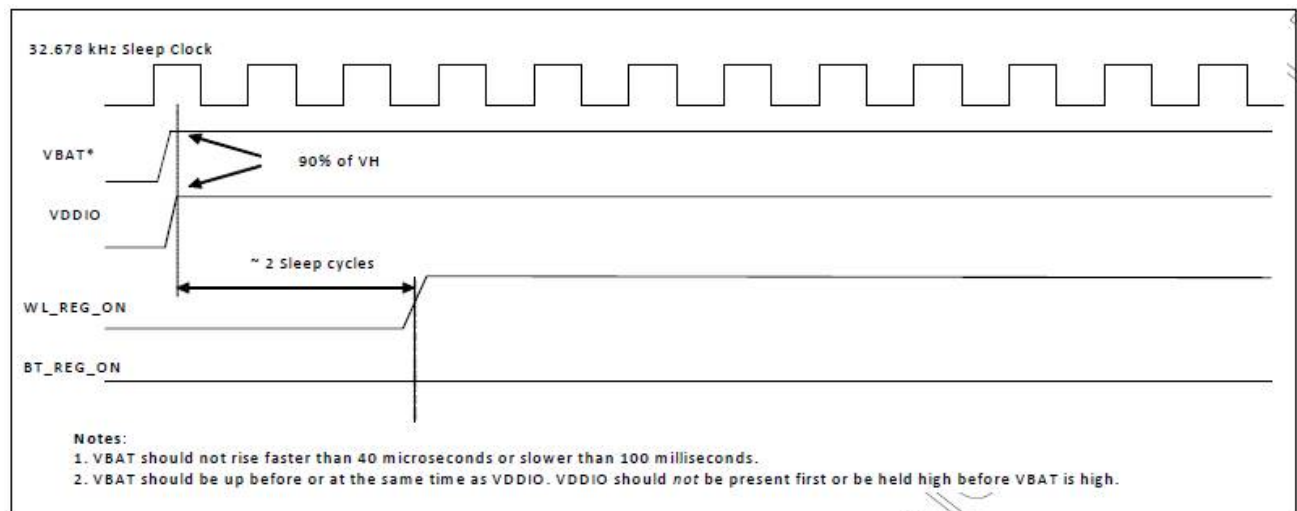 32.678 kHz Sleep Clock
VBAT*
90% of VH
VDDIO
~ 2 Sleep cycles
WL_REG_ON
BT_REG_ON
Notes:
1. VBAT should not rise faster than 40 microseconds or slower than 100 milliseconds.
2. VBAT should be up before or at the same time as VDDIO. VDDIO should not be present first or be held high before VBAT is high.